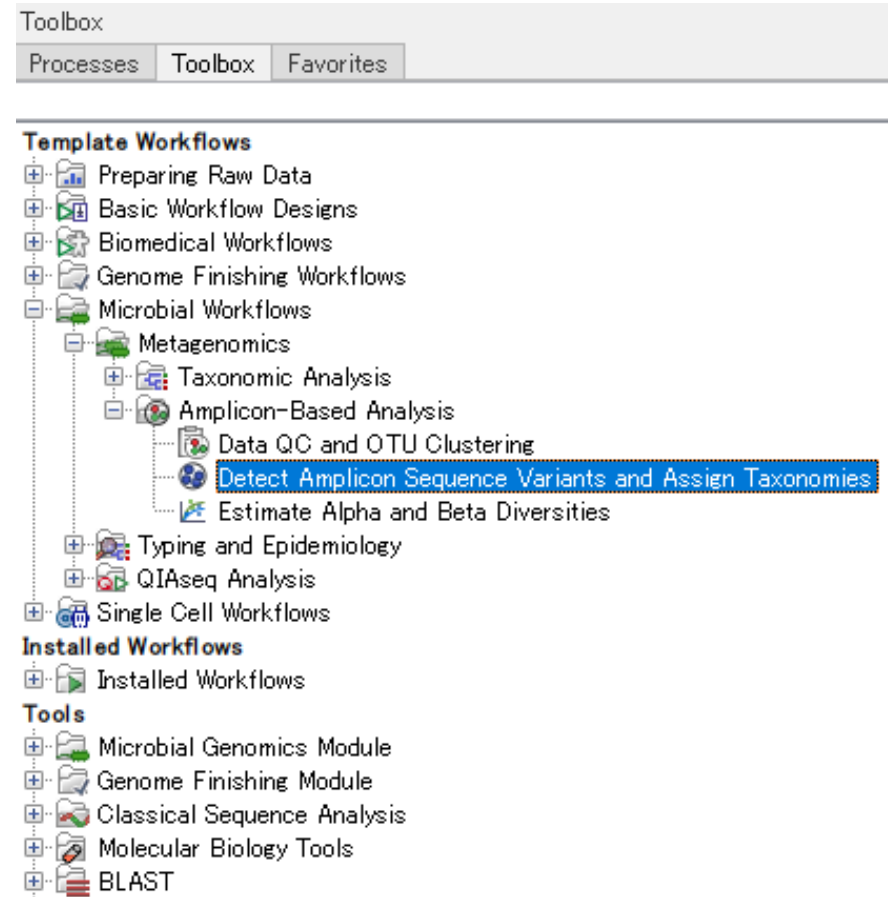 Toolbox
Processes Toolbox Favorites
Template Workflows
Preparing Raw Data
Basic Workflow Designs
Biomedical Workflows
Genome Finishing Workflows
Microbial Workflows
Metagenomics
Taxonomic Analysis
Amplicon-Based Analysis
Data QC and OTU Clustering
Detect Amplicon Sequence Variants and Assign Taxonomies
Estimate Alpha and Beta Diversities
Typing and Epidemiology
QIAseq Analysis
Single Cell Workflows
Installed Workflows
Installed Workflows
Tools
Microbial Genomics Module
Genome Finishing Module
Classical Sequence Analysis
Molecular Biology Tools
BLAST